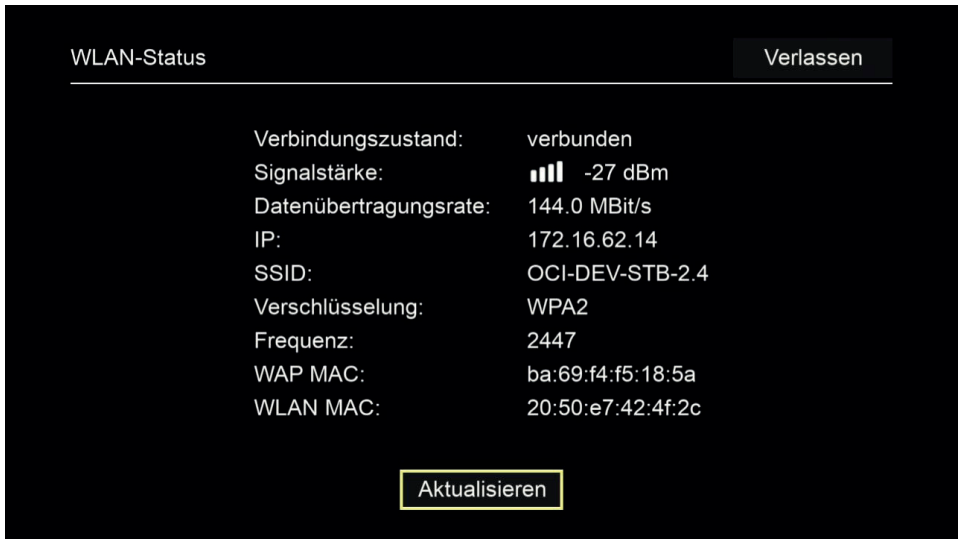 WLAN-Status Verlassen
Verbindungszustand: verbunden
Signalstärke: -27 dBm
Datenübertragungsrate: 144.0 MBit/s
IP: 172.16.62.14
SSID: OCI-DEV-STB-2.4
Verschlüsselung: WPA2
Frequenz: 2447
WAP MAC: ba:69:f4:f5:18:5a
WLAN MAC: 20:50:e7:42:4f:2c
Aktualisieren